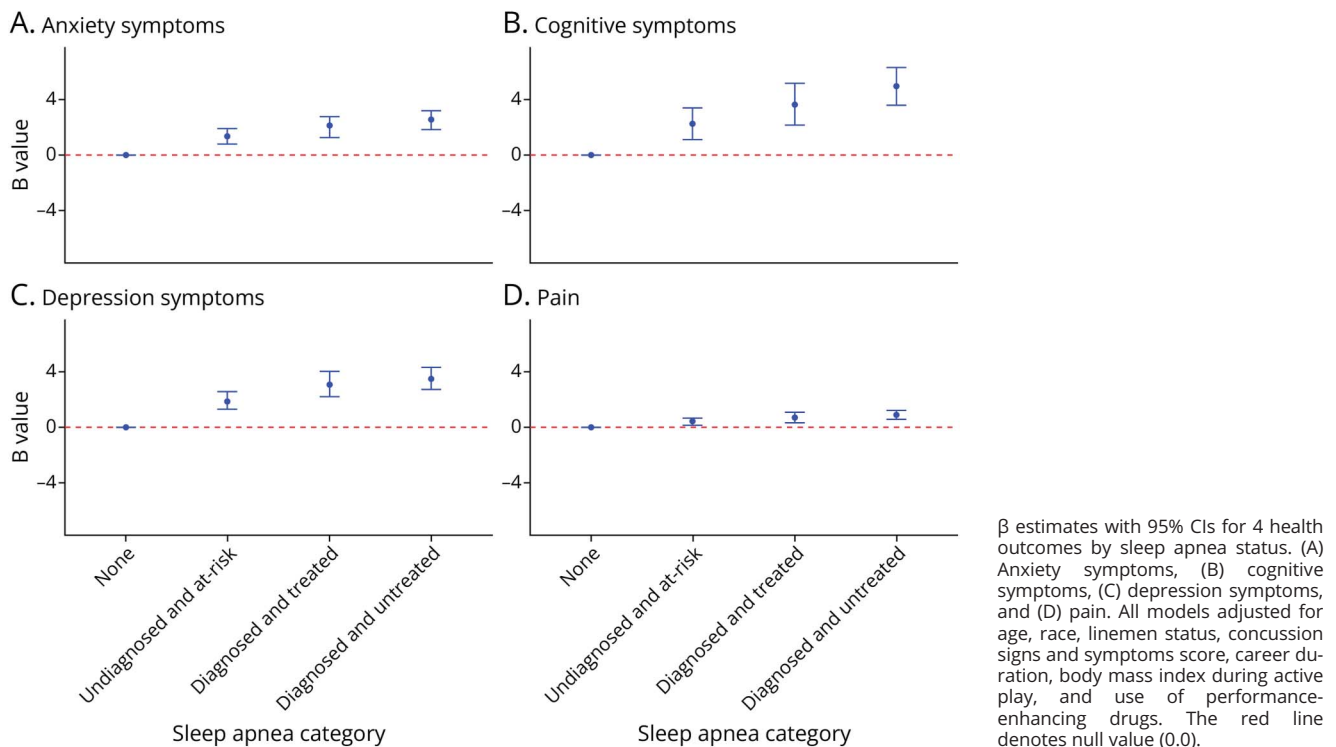 A. Anxiety symptoms
B. Cognitive symptoms
B value
4
0
−4
4
0
−4
C. Depression symptoms
D. Pain
B value
4
0
−4
4
0
−4
None
Undiagnosed and at-risk
Diagnosed and treated
Diagnosed and untreated
Sleep apnea category
None
Undiagnosed and at-risk
Diagnosed and treated
Diagnosed and untreated
Sleep apnea category
β estimates with 95% CIs for 4 health
outcomes by sleep apnea status. (A)
Anxiety symptoms, (B) cognitive
symptoms, (C) depression symptoms,
and (D) pain. All models adjusted for
age, race, linemen status, concussion
signs and symptoms score, career du-
ration, body mass index during active
play, and use of performance-
enhancing drugs. The red line
denotes null value (0.0).